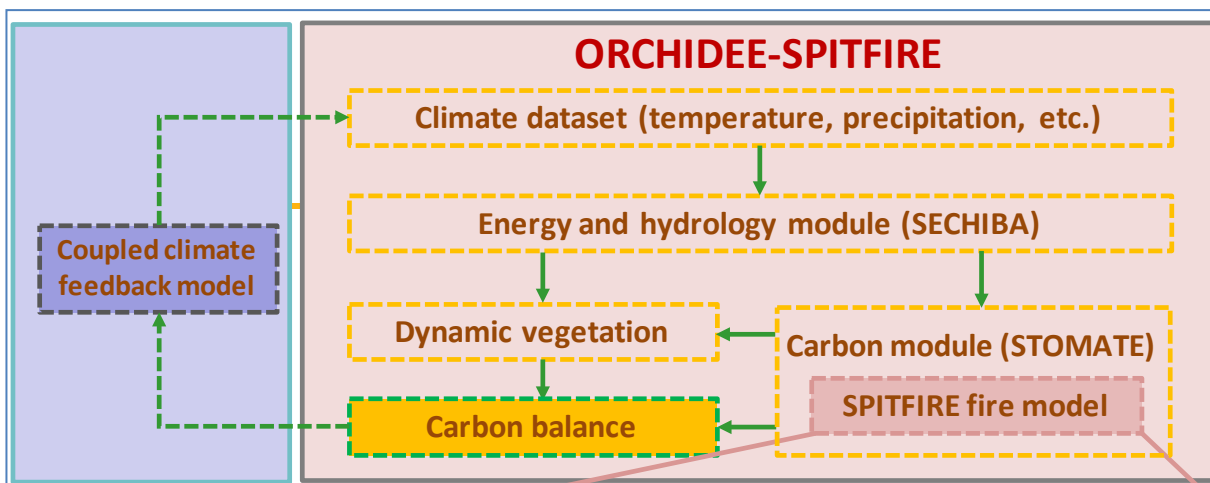 ORCHIDEE-SPITFIRE
Climate dataset (temperature, precipitation, etc.)
Energy and hydrology module (SECHIBA)
Coupled climate
feedback model
Dynamic vegetation
Carbon module (STOMATE)
SPITFIRE fire model
Carbon balance